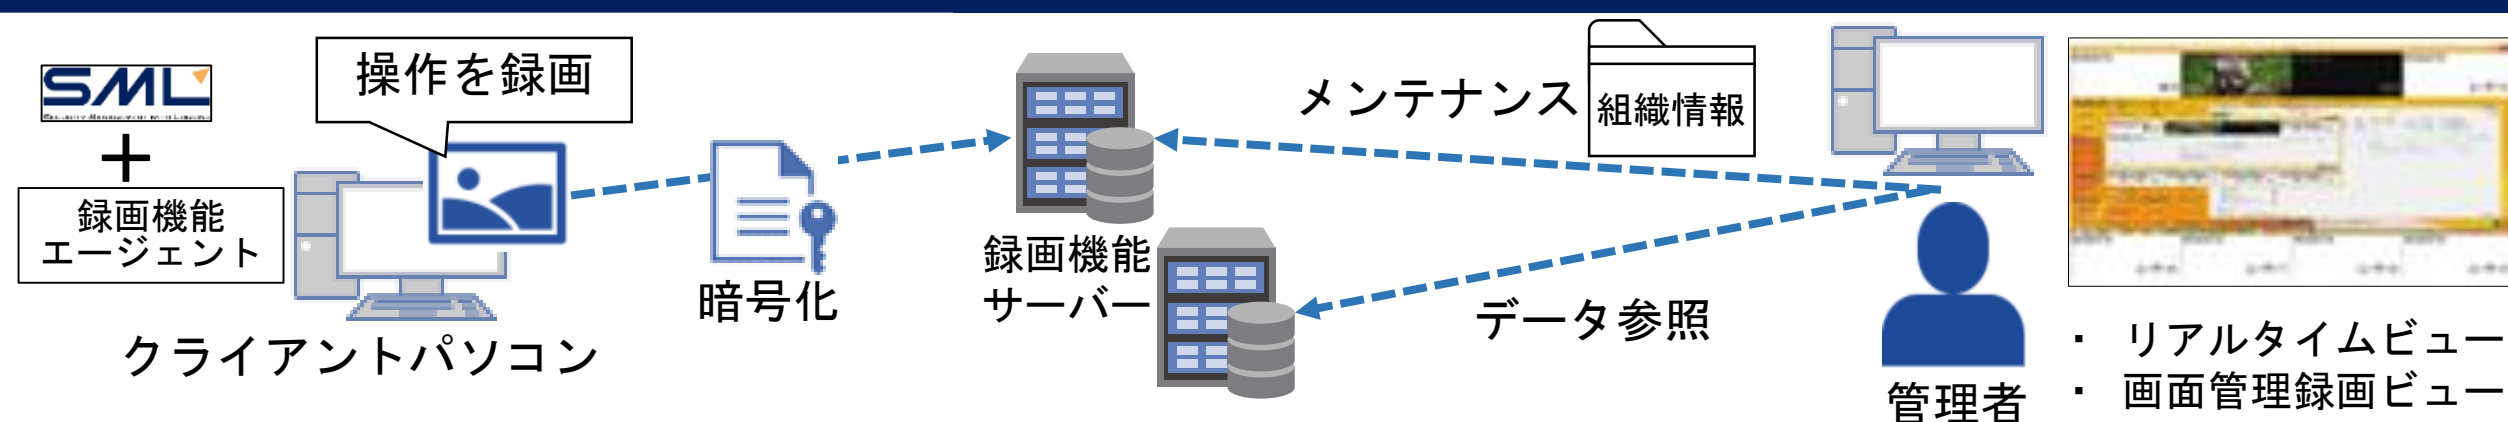 SML
＋
録画機能
エージェント
操作を録画
クライアントパソコン
暗号化
録画機能
サーバー
メンテナンス
組織情報
データ参照
管理者
・ リアルタイムビュー
・ 画面管理録画ビュー